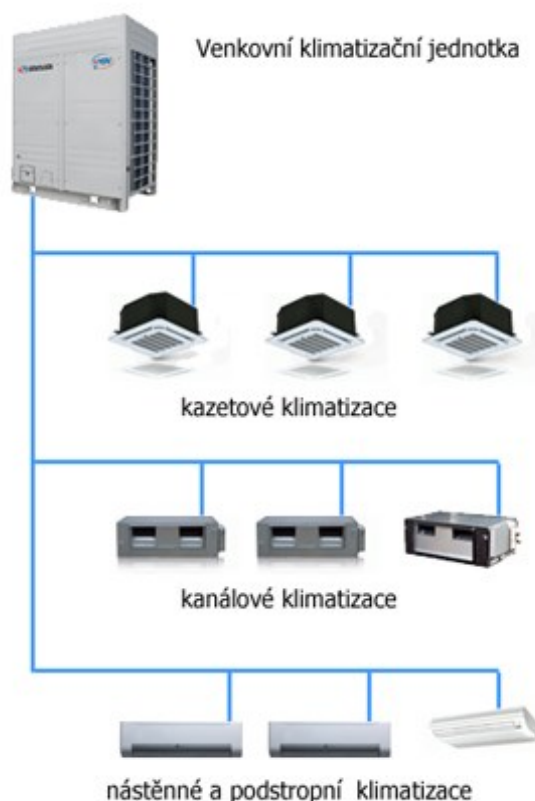 Venkovní klimatizační jednotka
kazetové klimatizace
kanálové klimatizace
nástěnné a podstropní klimatizace